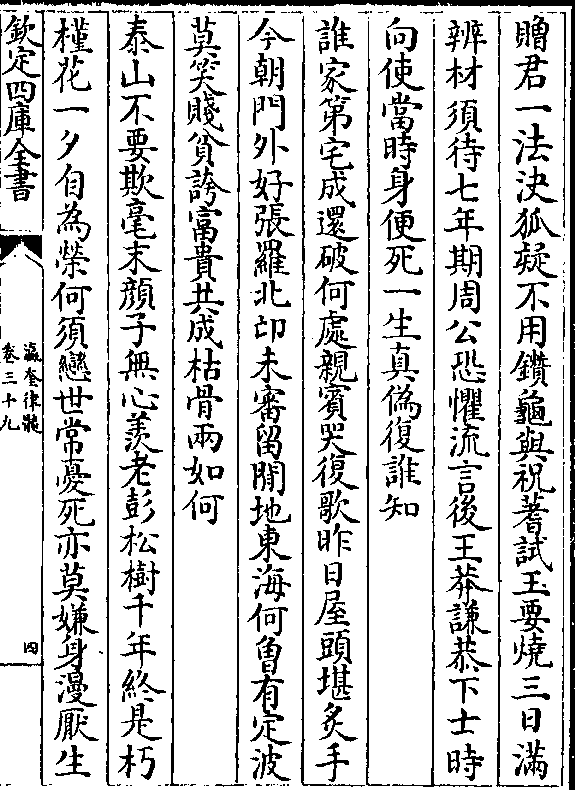 贈君一法決狐疑不用鑽龜與祝蓍試玉要燒三日滿
辨材須待七年期周公恐懼流言後王莽謙恭下士時
向使當時身便死一生真偽復誰知
誰家第宅成還破何處親賓哭復歌昨日屋頭堪炙手
今朝門外好張羅北邙未審留閒地東海何曾有定波
莫笑賤貧誇富貴共成枯骨兩如何
泰山不要欺毫末顔子無心羨老彭松樹千年終是朽
槿花一夕自為榮何須戀世常憂死亦莫嫌身漫厭生
欽定四庫全書
瀛奎律髓
卷三十九
四